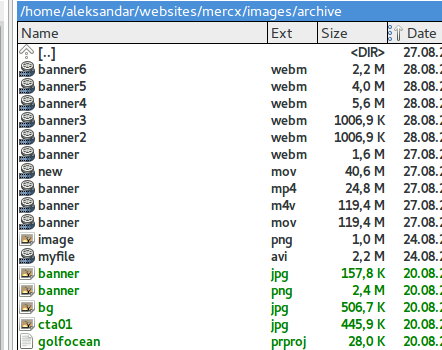 /home/aleksandar/websites/mercx/images/archive
Name Ext Size Date
[..] <DIR> 27.08.2
banner6 webm 2,2 M 28.08.2
banner5 webm 4,0 M 28.08.2
banner4 webm 5,6 M 28.08.2
banner3 webm 1006,9 K 28.08.2
banner2 webm 1006,9 K 28.08.2
banner webm 1,6 M 27.08.2
new mov 40,6 M 27.08.2
banner mp4 24,8 M 27.08.2
banner m4v 119,4 M 27.08.2
banner mov 119,4 M 27.08.2
image png 1,0 M 24.08.2
myfile avi 2,2 M 24.08.2
banner jpg 157,8 K 20.08.2
banner png 2,4 M 20.08.2
bg jpg 506,7 K 20.08.2
cta01 jpg 445,9 K 20.08.2
golfocean prproj 28,0 K 20.08.2